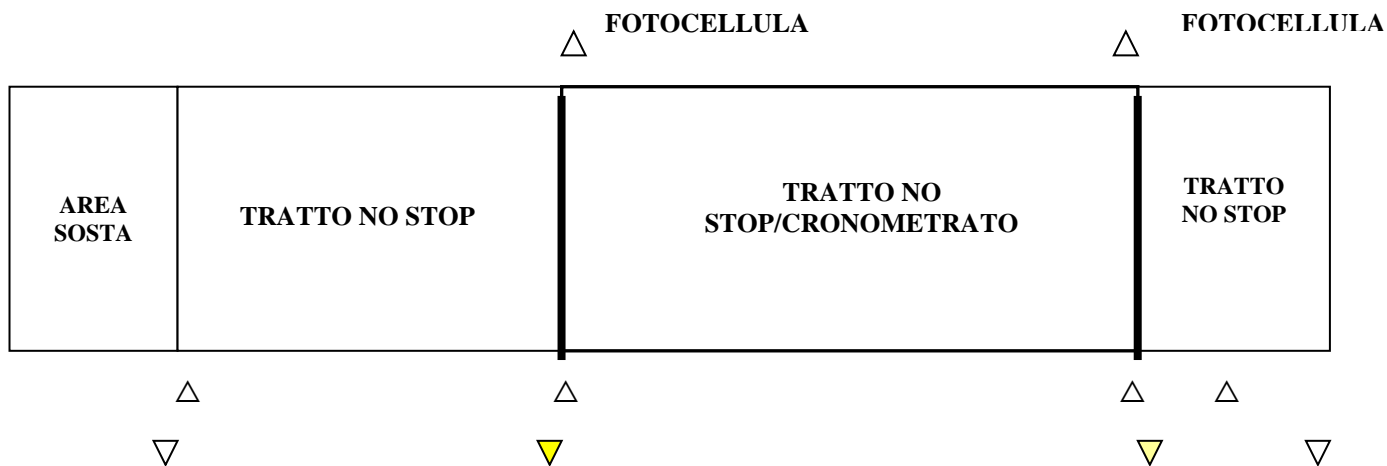 FOTOCELLULA
FOTOCELLULA
AREA
SOSTA
TRATTO NO STOP
TRATTO NO
STOP/CRONOMETRATO
TRATTO
NO STOP